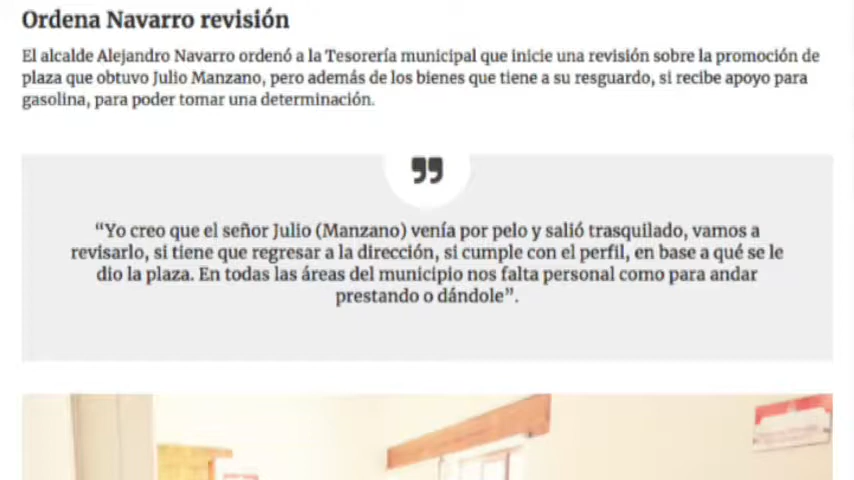 Ordena Navarro revisión
El alcalde Alejandro Navarro ordenó a la Tesorería municipal que inicie una revisión sobre la promoción de
plaza que obtuvo Julio Manzano, pero además de los bienes que tiene a su resguardo, si recibe apoyo para
gasolina, para poder tomar una determinación.
”
“Yo creo que el señor Julio (Manzano) venía por pelo y salió trasquilado, vamos a
revisarlo, si tiene que regresar a la dirección, si cumple con el perfil, en base a qué se le
dio la plaza. En todas las áreas del municipio nos falta personal como para andar
prestando o dándole”.